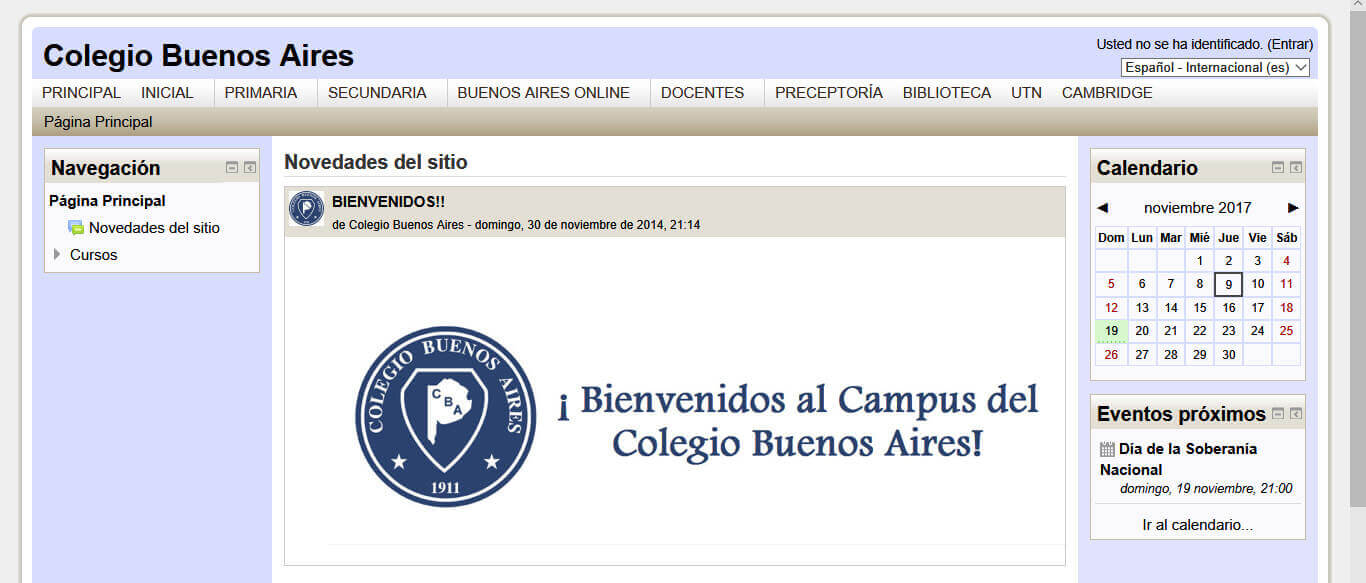 Colegio Buenos Aires
Usted no se ha identificado. (Entrar)
Español - Internacional (es)
PRINCIPAL INICIAL PRIMARIA SECUNDARIA BUENOS AIRES ONLINE DOCENTES PRECEPTORÍA BIBLIOTECA UTN CAMBRIDGE
Página Principal
Navegación
Página Principal
Novedades del sitio
Cursos
Novedades del sitio
BIENVENIDOS!!
de Colegio Buenos Aires - domingo, 30 de noviembre de 2014, 21:14
COLEGIO BUENOS AIRES
C B A
1911
¡ Bienvenidos al Campus del
Colegio Buenos Aires!
Calendario
◀ noviembre 2017 ▶
Dom Lun Mar Mié Jue Vie Sáb
1 2 3 4
5 6 7 8 9 10 11
12 13 14 15 16 17 18
19 20 21 22 23 24 25
26 27 28 29 30
Eventos próximos
Día de la Soberanía
Nacional
domingo, 19 noviembre, 21:00
Ir al calendario...